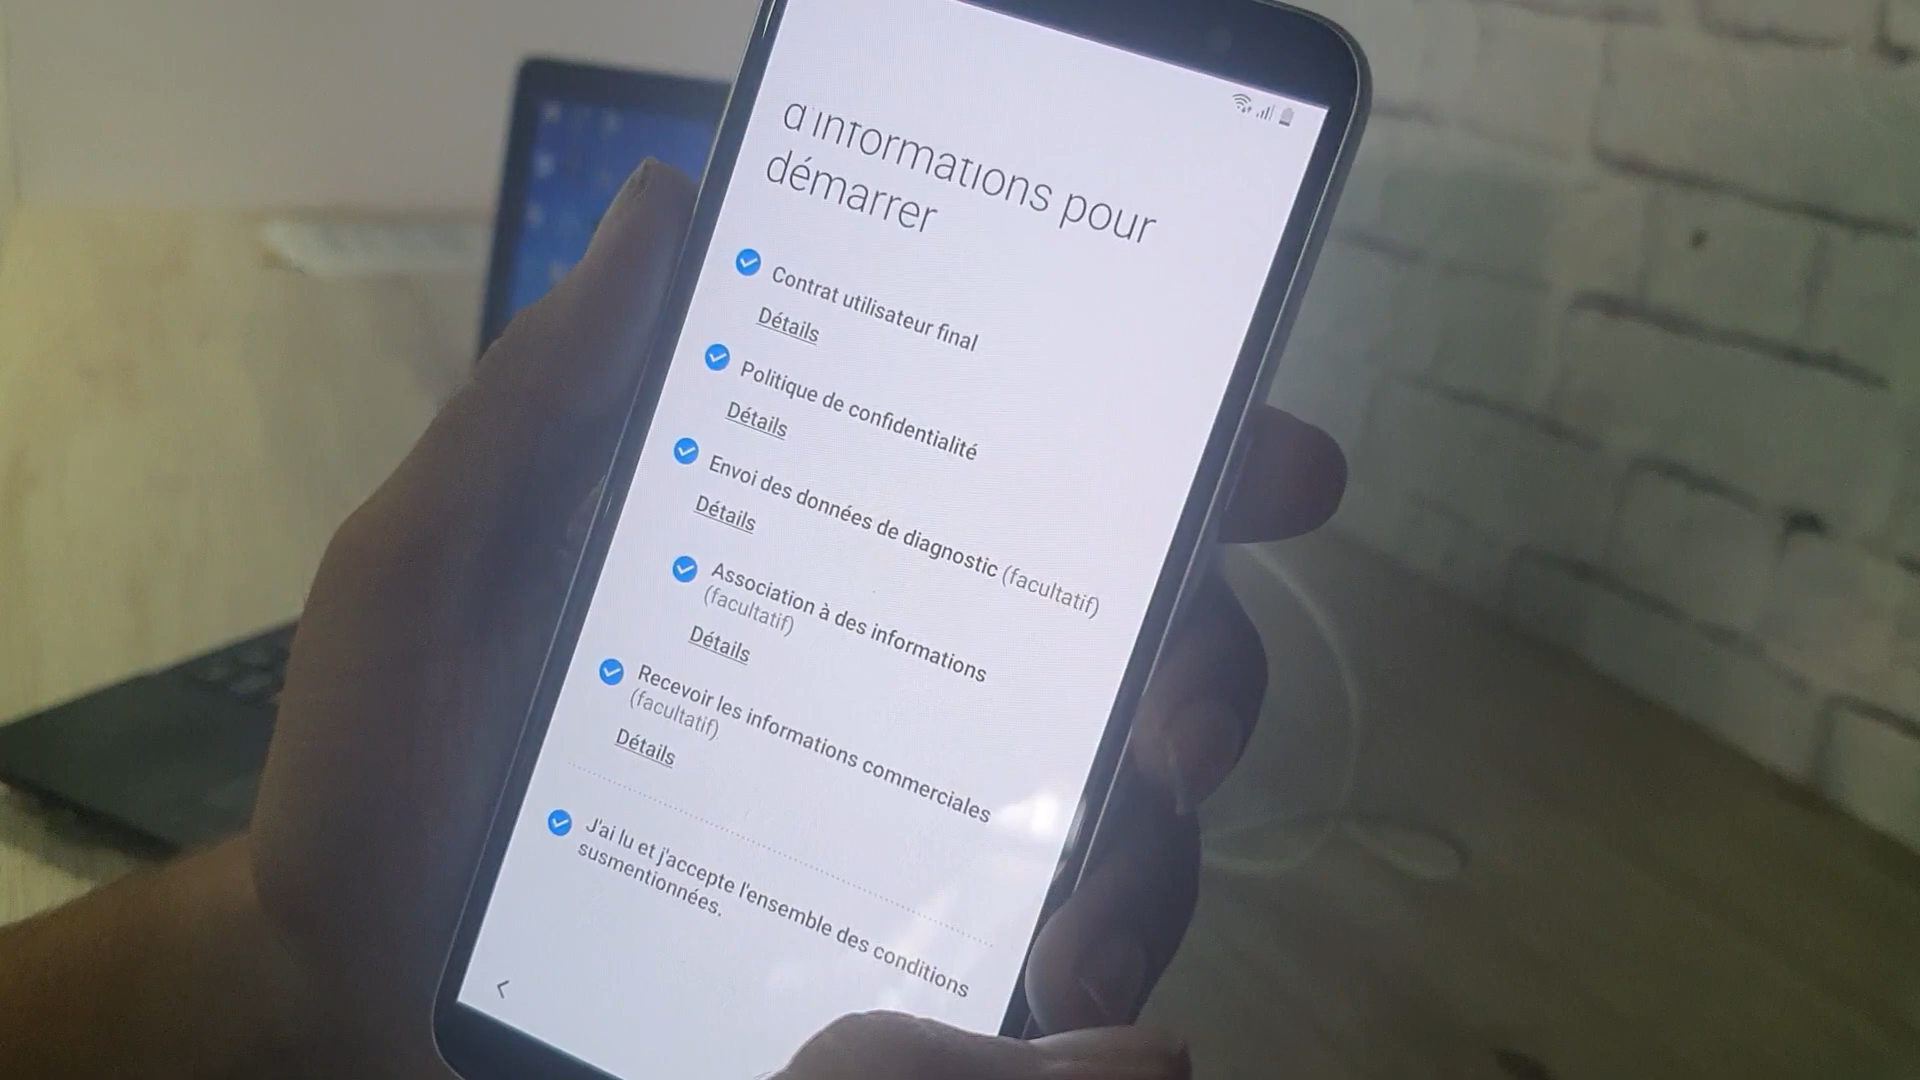 d'informations pour
démarrer
Contrat utilisateur final
Détails
Politique de confidentialité
Détails
Envoi des données de diagnostic (facultatif)
Détails
Association à des informations
(facultatif)
Détails
Recevoir les informations commerciales
(facultatif)
Détails
J'ai lu et j'accepte l'ensemble des conditions
susmentionnées.